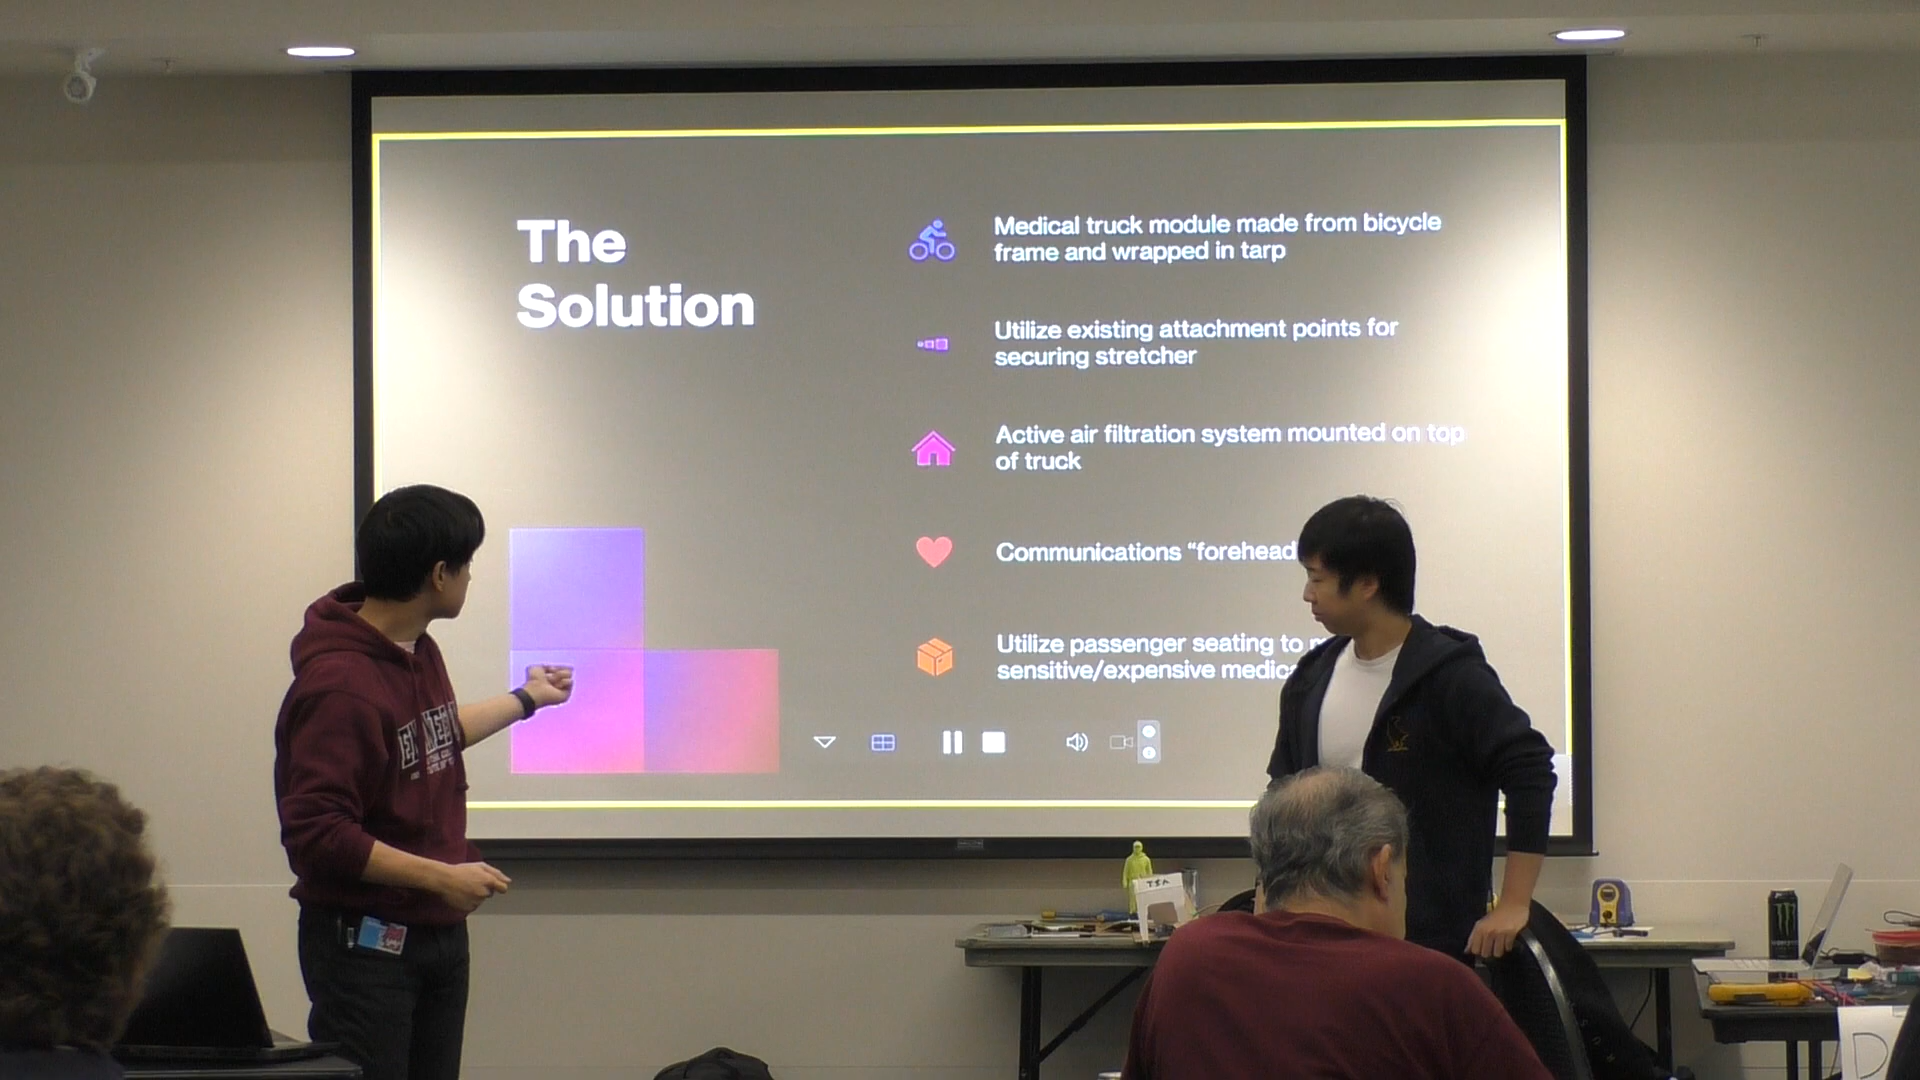 The
Solution
Medical truck module made from bicycle
frame and wrapped in tarp
Utilize existing attachment points for
securing stretcher
Active air filtration system mounted on top
of truck
Communications “forehead
Utilize passenger seating to
sensitive/expensive
TSA
D